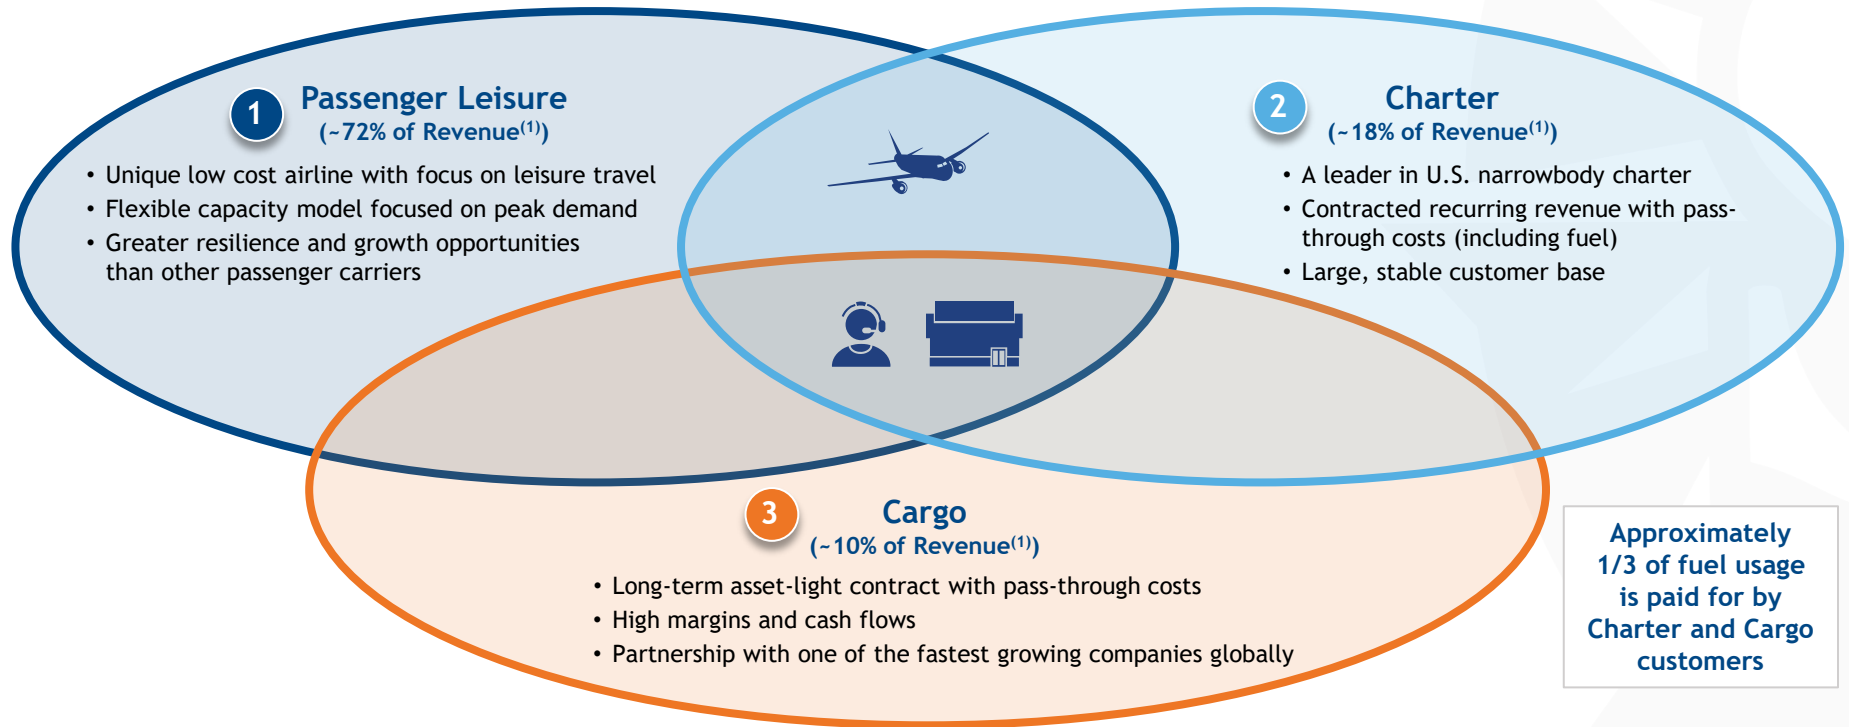 1
Passenger Leisure
(~72% of Revenue(1))
• Unique low cost airline with focus on leisure travel
• Flexible capacity model focused on peak demand
• Greater resilience and growth opportunities
than other passenger carriers
2
Charter
(~18% of Revenue(1))
• A leader in U.S. narrowbody charter
• Contracted recurring revenue with pass-
through costs (including fuel)
• Large, stable customer base
3
Cargo
(~10% of Revenue(1))
• Long-term asset-light contract with pass-through costs
• High margins and cash flows
• Partnership with one of the fastest growing companies globally
Approximately
1/3 of fuel usage
is paid for by
Charter and Cargo
customers